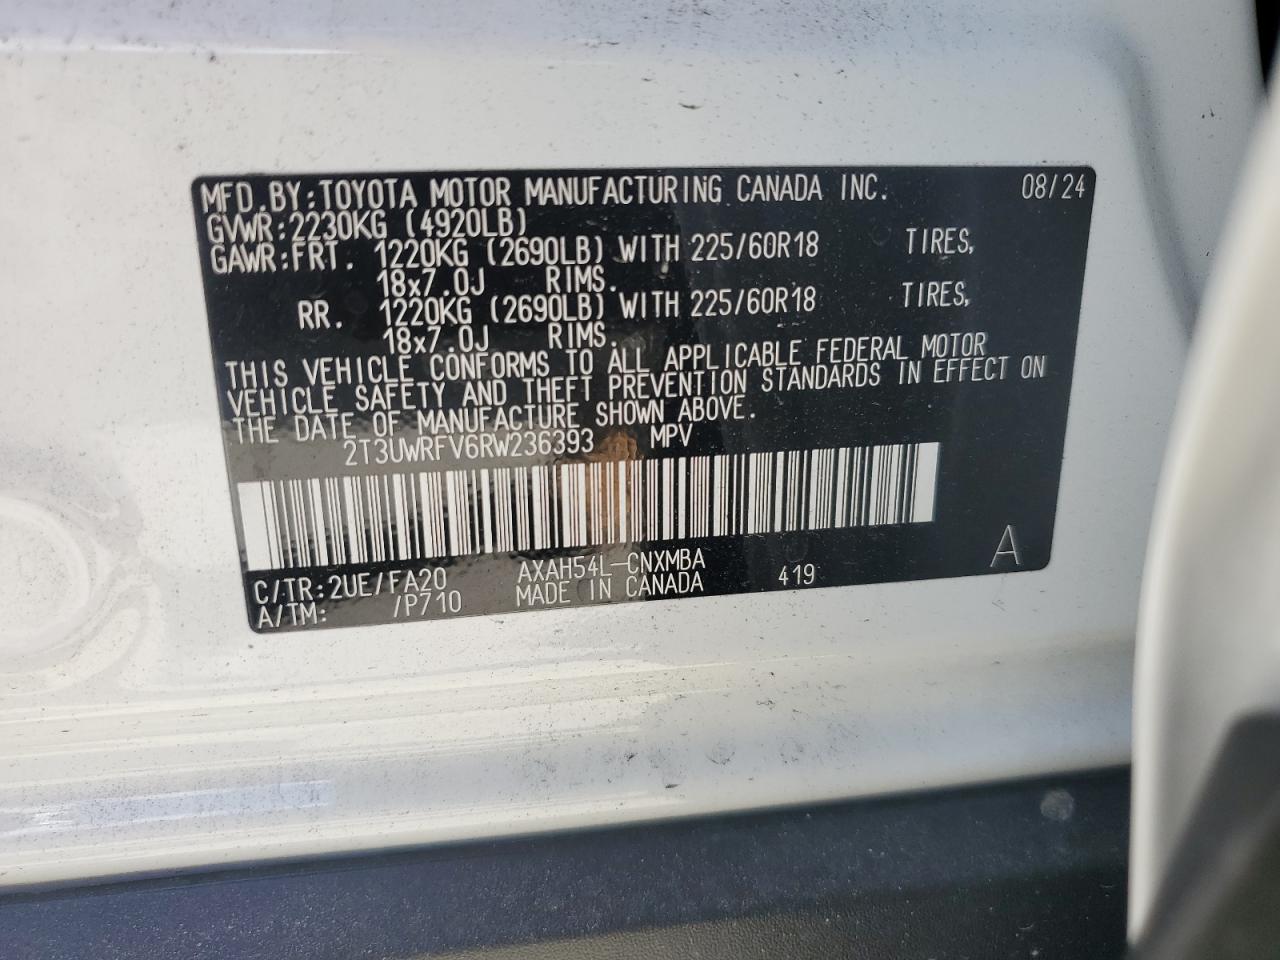 MFD.BY:TOYOTA MOTOR MANUFACTURING CANADA INC. 08/24
GVWR:2230KG (4920LB)
GAWR:FRT. 1220KG (2690LB) WITH 225/60R18 TIRES,
18x7.0J RIMS.
RR. 1220KG (2690LB) WITH 225/60R18 TIRES,
18x7.0J RIMS.
THIS VEHICLE CONFORMS TO ALL APPLICABLE FEDERAL MOTOR
VEHICLE SAFETY AND THEFT PREVENTION STANDARDS IN EFFECT ON
THE DATE OF MANUFACTURE SHOWN ABOVE.
2T3UWRFV6RW236393 MPV
C/TR:2UE/FA20 AXAH54L-CNXMBA 419 A
A/TM: /P710 MADE IN CANADA